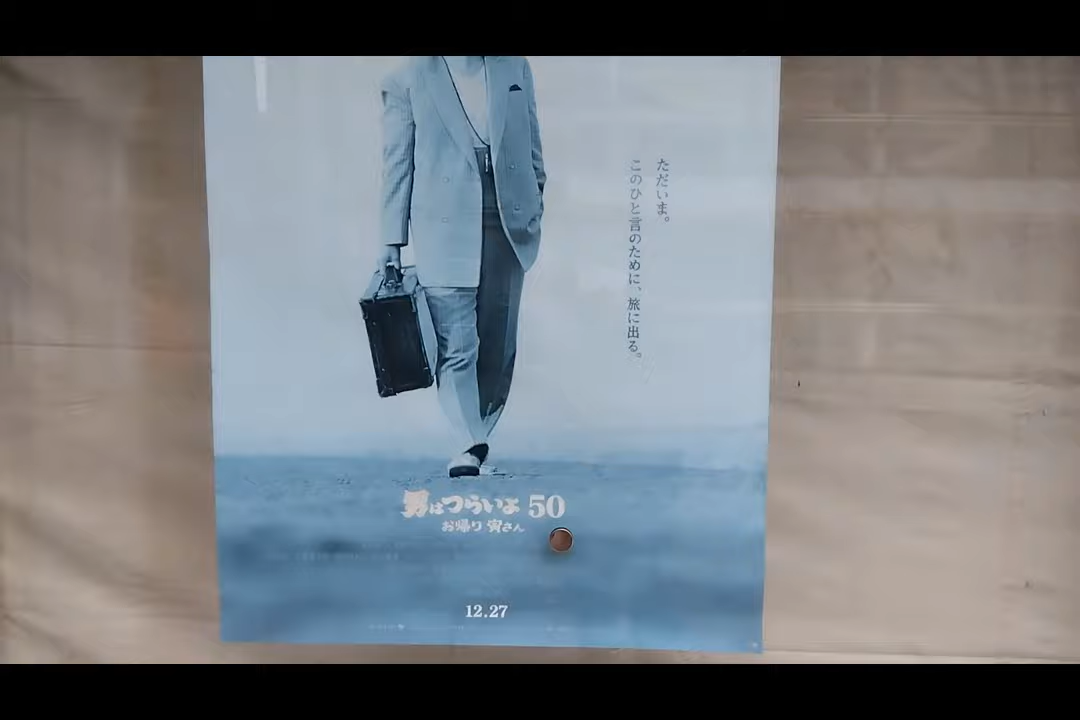 ただいま。
このひと言のために、旅に出る。
男はつらいよ 50
お帰り 寅さん
12.27